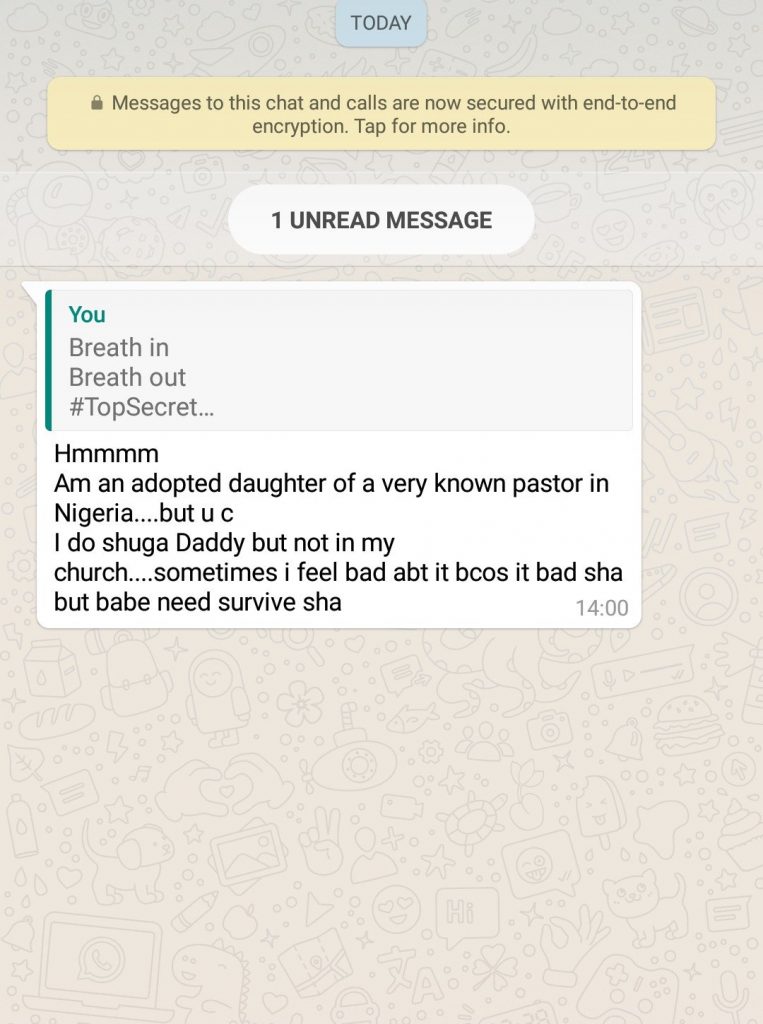 TODAY
Messages to this chat and calls are now secured with end-to-end
encryption. Tap for more info.
1 UNREAD MESSAGE
You
Breath in
Breath out
#TopSecret...
Hmmmm
Am an adopted daughter of a very known pastor in
Nigeria....but u c
I do shuga Daddy but not in my
church....sometimes i feel bad abt it bcos it bad sha
but babe need survive sha
14:00
Hi